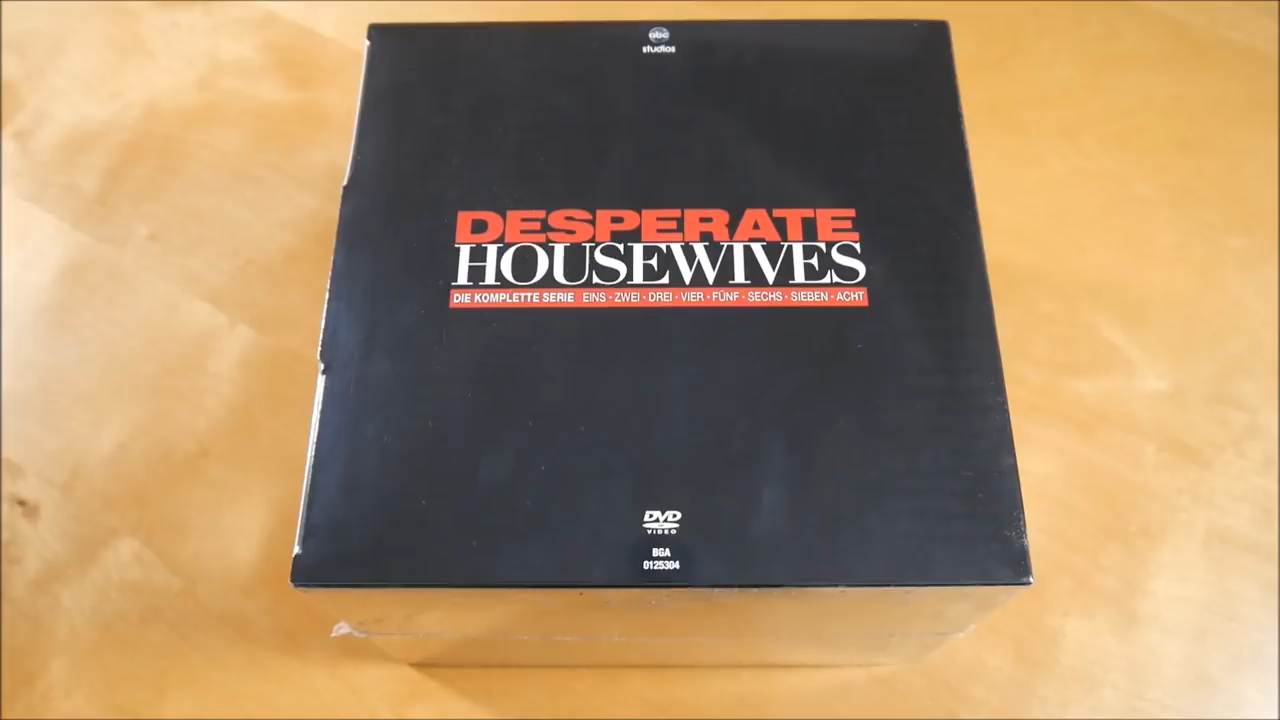 abc
studios
DESPERATE
HOUSEWIVES
DIE KOMPLETTE SERIE EINS • ZWEI • DREI • VIER • FÜNF • SECHS • SIEBEN • ACHT
DVD
VIDEO
BGA
0125304